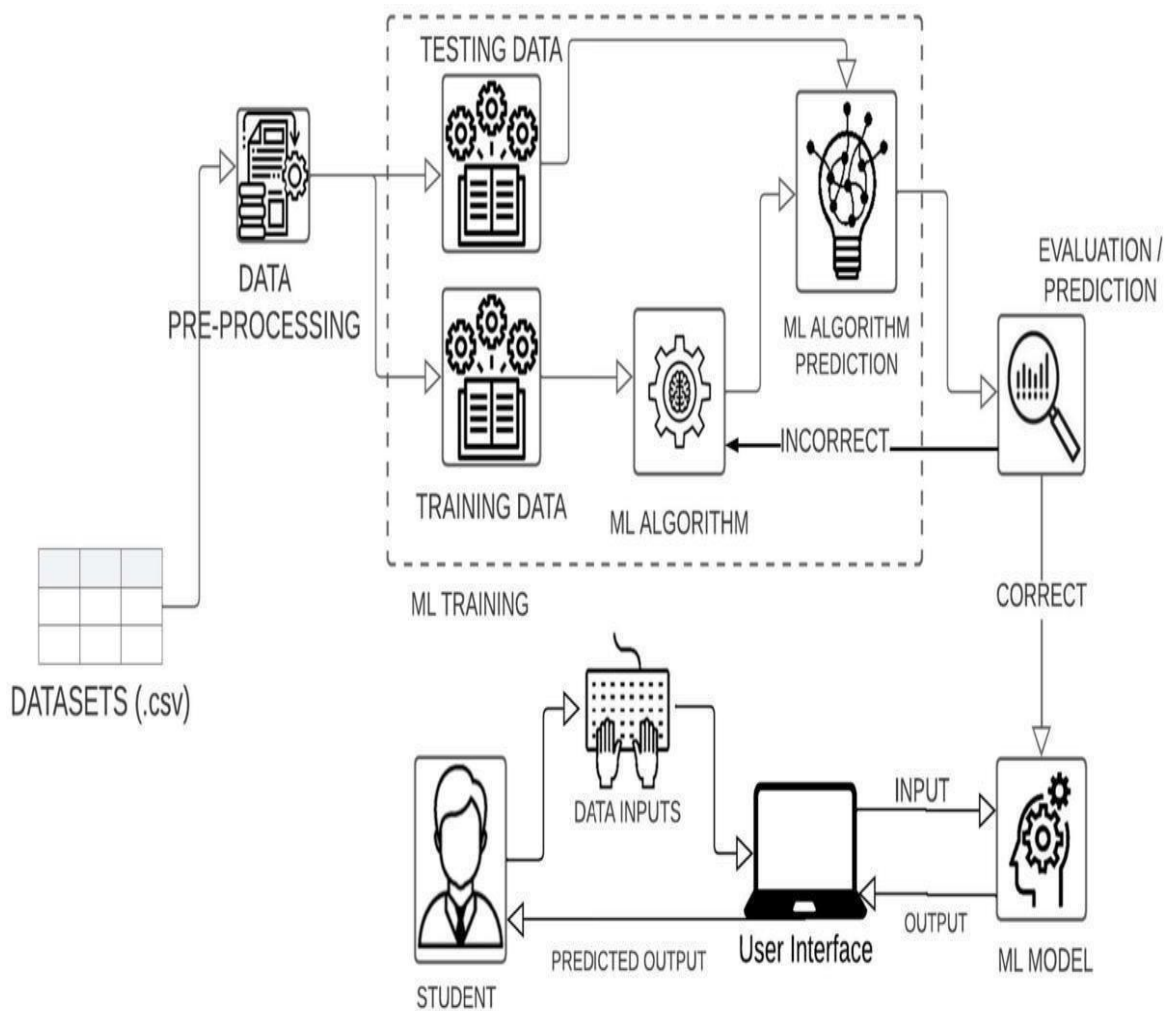 TESTING DATA
DATA
PRE-PROCESSING
EVALUATION /
PREDICTION
ML ALGORITHM
PREDICTION
INCORRECT
TRAINING DATA
ML ALGORITHM
ML TRAINING
CORRECT
DATASETS (.csv)
DATA INPUTS
INPUT
OUTPUT
User Interface
PREDICTED OUTPUT
ML MODEL
STUDENT